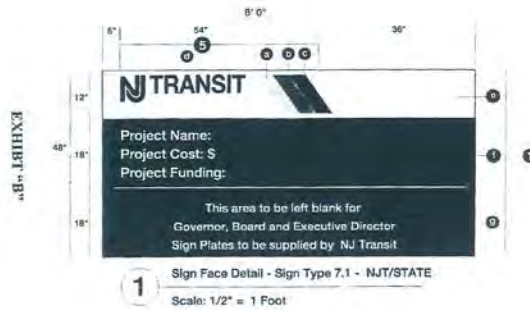 8' 0"
6" 54" 36"
5
d a b c
EXHIBT "B"
NJ TRANSIT
12" e
Project Name:
Project Cost: $
Project Funding:
48" 18" f
This area to be left blank for
Governor, Board and Executive Director
Sign Plates to be supplied by NJ Transit
18" g
1
Sign Face Detail - Sign Type 7.1 - NJT/STATE
Scale: 1/2" = 1 Foot